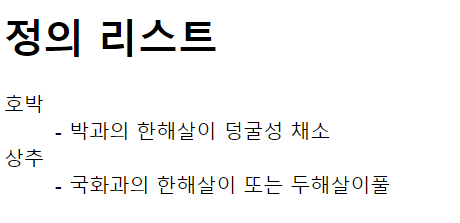 정의 리스트
호박
- 박과의 한해살이 덩굴성 채소
상추
- 국화과의 한해살이 또는 두해살이풀